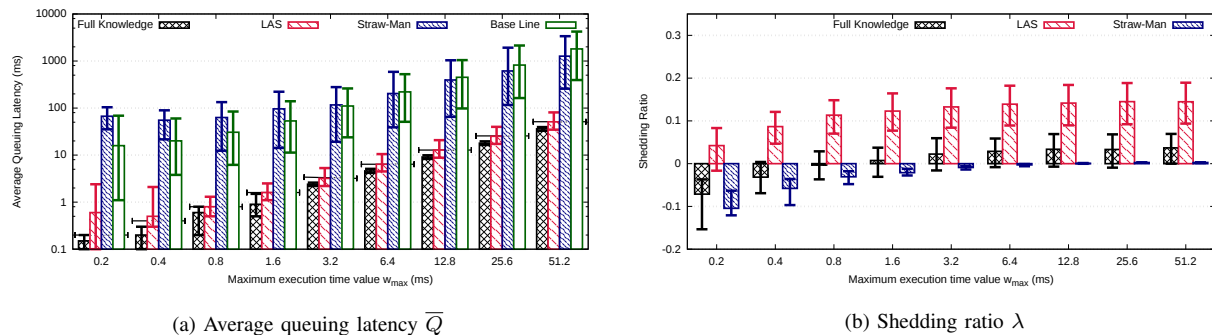 Full Knowledge LAS Straw-Man Base Line
10000
1000
100
10
1
0.1
Average Queuing Latency (ms)
0.2 0.4 0.8 1.6 3.2 6.4 12.8 25.6 51.2
Maximum execution time value wmax (ms)
(a) Average queuing latency Q̅
Full Knowledge LAS Straw-Man
0.3
0.2
0.1
0
-0.1
-0.2
Shedding Ratio
0.2 0.4 0.8 1.6 3.2 6.4 12.8 25.6 51.2
Maximum execution time value wmax (ms)
(b) Shedding ratio λ